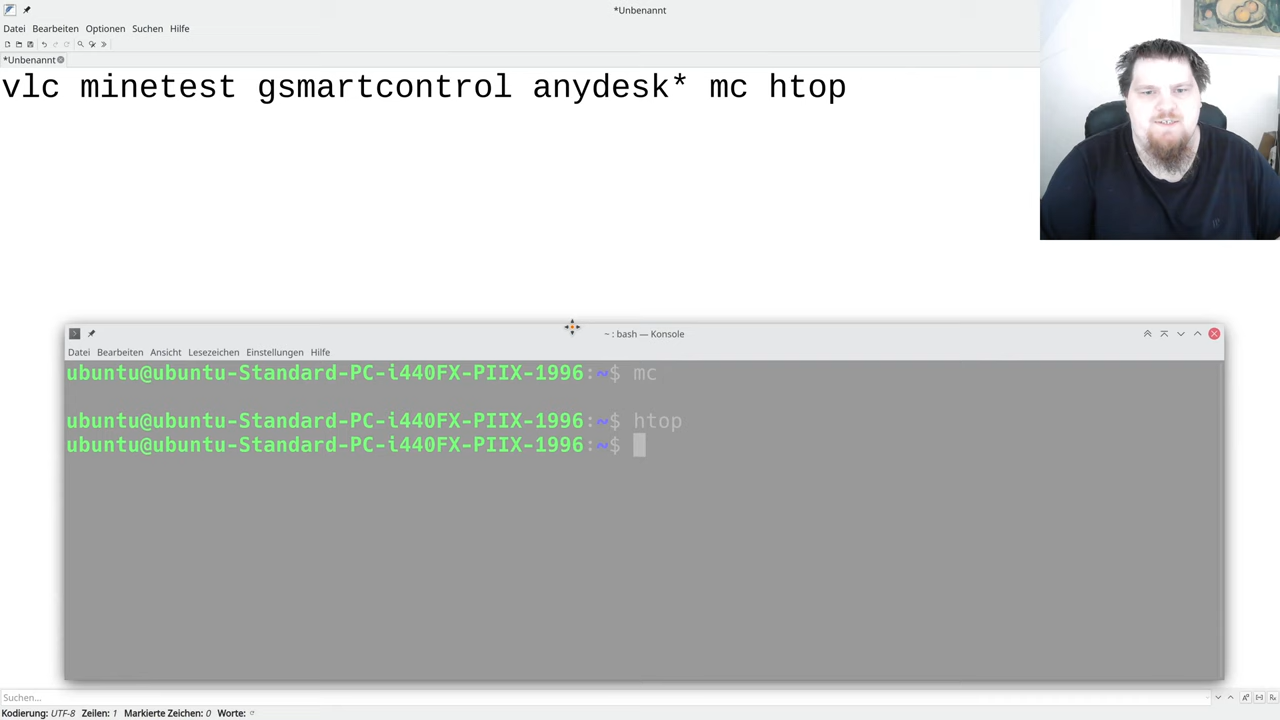 *Unbenannt
Datei Bearbeiten Optionen Suchen Hilfe
*Unbenannt
vlc minetest gsmartcontrol anydesk* mc htop
~ : bash — Konsole
Datei Bearbeiten Ansicht Lesezeichen Einstellungen Hilfe
ubuntu@ubuntu-Standard-PC-i440FX-PIIX-1996:~$ mc
ubuntu@ubuntu-Standard-PC-i440FX-PIIX-1996:~$ htop
ubuntu@ubuntu-Standard-PC-i440FX-PIIX-1996:~$
Suchen...
Kodierung: UTF-8 Zeilen: 1 Markierte Zeichen: 0 Worte: